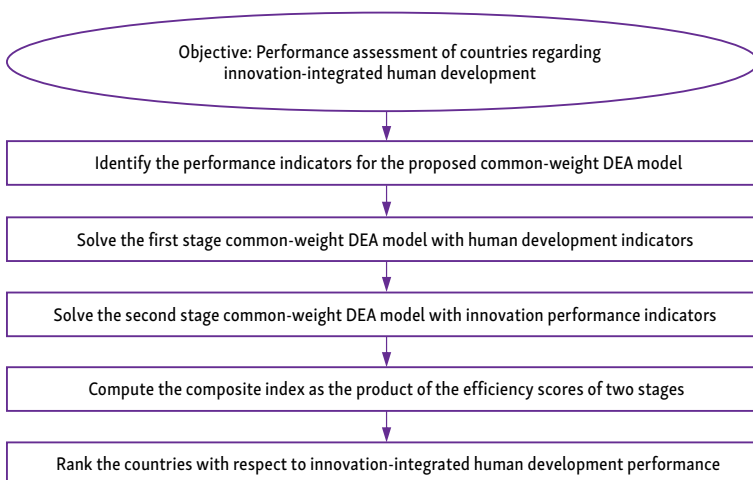 Objective: Performance assessment of countries regarding
innovation-integrated human development
Identify the performance indicators for the proposed common-weight DEA model
Solve the first stage common-weight DEA model with human development indicators
Solve the second stage common-weight DEA model with innovation performance indicators
Compute the composite index as the product of the efficiency scores of two stages
Rank the countries with respect to innovation-integrated human development performance